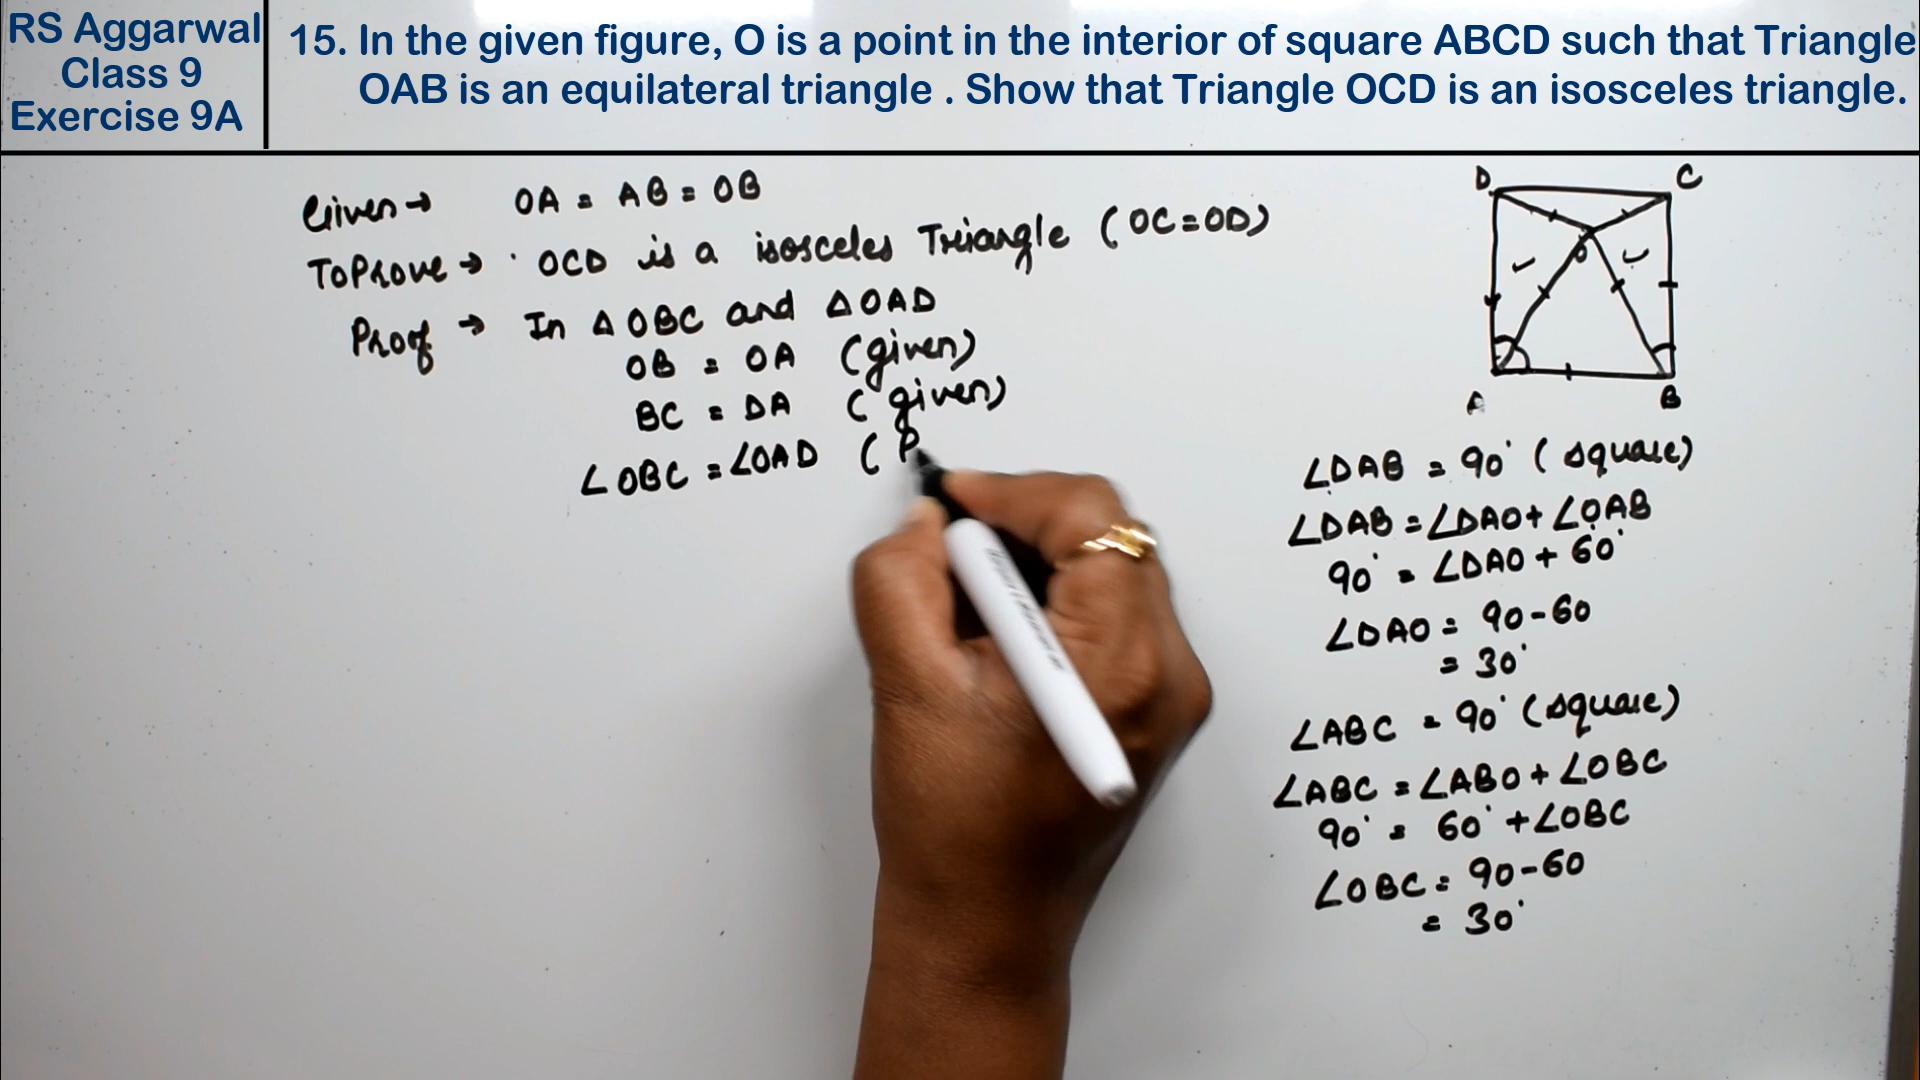 RS Aggarwal
Class 9
Exercise 9A
15. In the given figure, O is a point in the interior of square ABCD such that Triangle
OAB is an equilateral triangle . Show that Triangle OCD is an isosceles triangle.
Given → OA = AB = OB
To Prove → · OCD is a isosceles Triangle (OC=OD)
Proof → In △OBC and △OAD
OB = OA (given)
BC = DA (given)
∠OBC = ∠OAD ( P
D C
O
A B
∠DAB = 90° (square)
∠DAB = ∠DAO + ∠OAB
90° = ∠DAO + 60°
∠DAO = 90-60
= 30°
∠ABC = 90° (square)
∠ABC = ∠ABO + ∠OBC
90° = 60° + ∠OBC
∠OBC = 90-60
= 30°